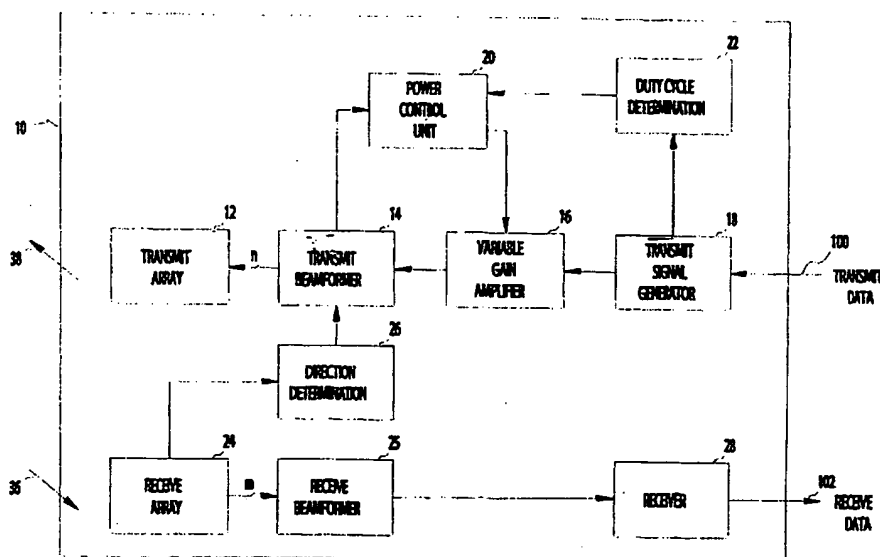 20
POWER
CONTROL
UNIT
22
DUTY CYCLE
DETERMINATION
10
12
TRANSMIT
ARRAY
n
14
TRANSMIT
BEAMFORMER
16
VARIABLE
GAIN
AMPLIFIER
18
TRANSMIT
SIGNAL
GENERATOR
100
TRANSMIT
DATA
38
26
DIRECTION
DETERMINATION
24
RECEIVE
ARRAY
m
25
RECEIVE
BEAMFORMER
28
RECEIVER
102
RECEIVE
DATA
36